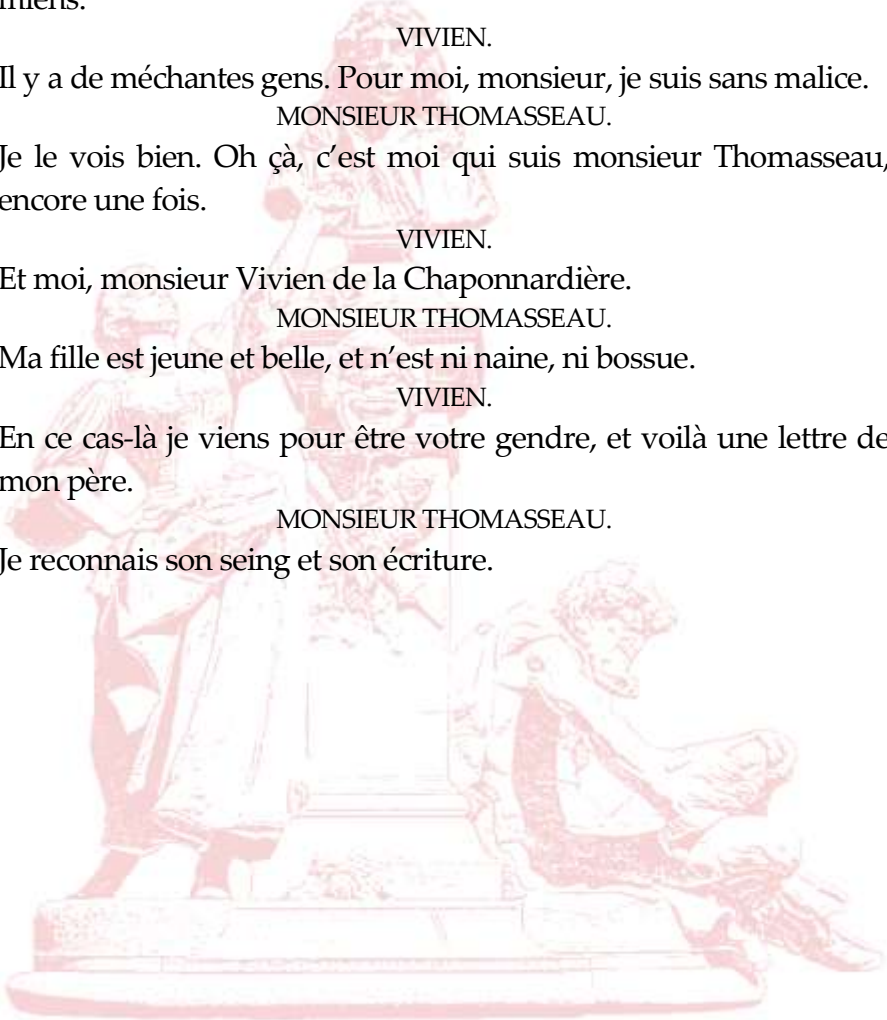 miens.
VIVIEN.
Il y a de méchantes gens. Pour moi, monsieur, je suis sans malice.
MONSIEUR THOMASSEAU.
Je le vois bien. Oh çà, c’est moi qui suis monsieur Thomasseau,
encore une fois.
VIVIEN.
Et moi, monsieur Vivien de la Chaponnardière.
MONSIEUR THOMASSEAU.
Ma fille est jeune et belle, et n’est ni naine, ni bossue.
VIVIEN.
En ce cas-là je viens pour être votre gendre, et voilà une lettre de
mon père.
MONSIEUR THOMASSEAU.
Je reconnais son seing et son écriture.